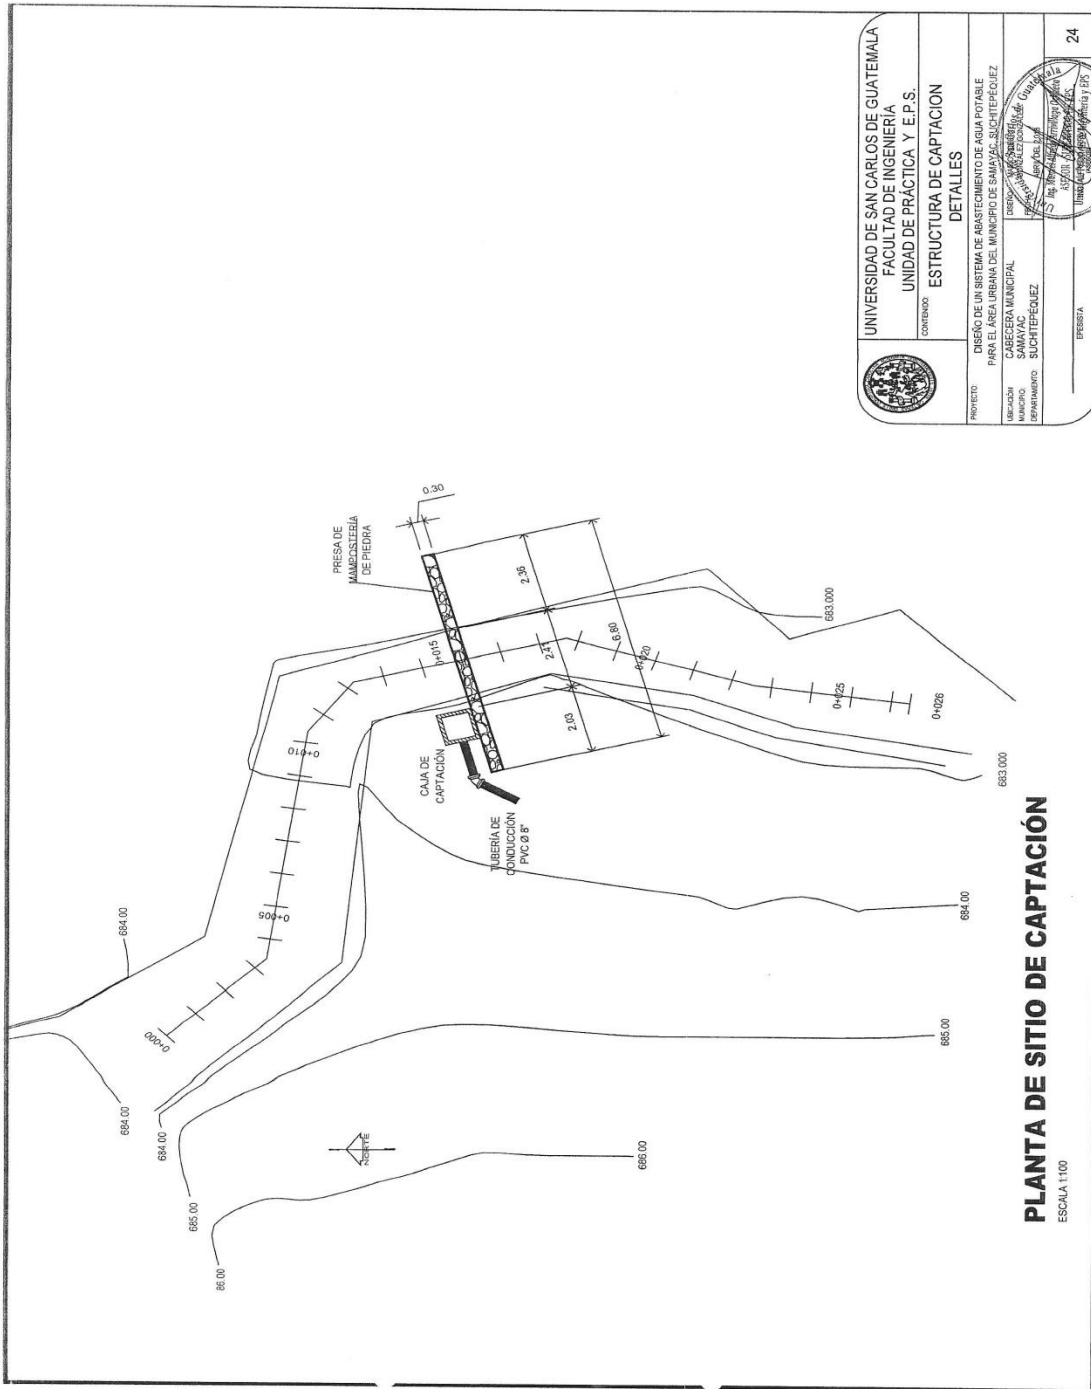 UNIVERSIDAD DE SAN CARLOS DE GUATEMALA
FACULTAD DE INGENIERÍA
UNIDAD DE PRÁCTICA Y E.P.S.
CONTENIDO:
ESTRUCTURA DE CAPTACION
DETALLES
PROYECTO:
DISEÑO DE UN SISTEMA DE ABASTECIMIENTO DE AGUA POTABLE
PARA EL ÁREA URBANA DEL MUNICIPIO DE SAMAYAC, SUCHITEPÉQUEZ
UBICACIÓN: CABECERA MUNICIPAL
MUNICIPIO: SAMAYAC
DEPARTAMENTO: SUCHITEPÉQUEZ
DISEÑO:
EPESISTA
24
PRESA DE
MAMPOSTERÍA
DE PIEDRA
0.30
2.36
2.41
2.03
6.80
CAJA DE
CAPTACIÓN
TUBERÍA DE
CONDUCCIÓN
PVC Ø 8"
0+000
0+005
0+010
0+015
0+020
0+025
0+026
684.00
684.00
684.00
685.00
86.00
686.00
685.00
684.00
683.000
683.000
NORTE
PLANTA DE SITIO DE CAPTACIÓN
ESCALA 1:100